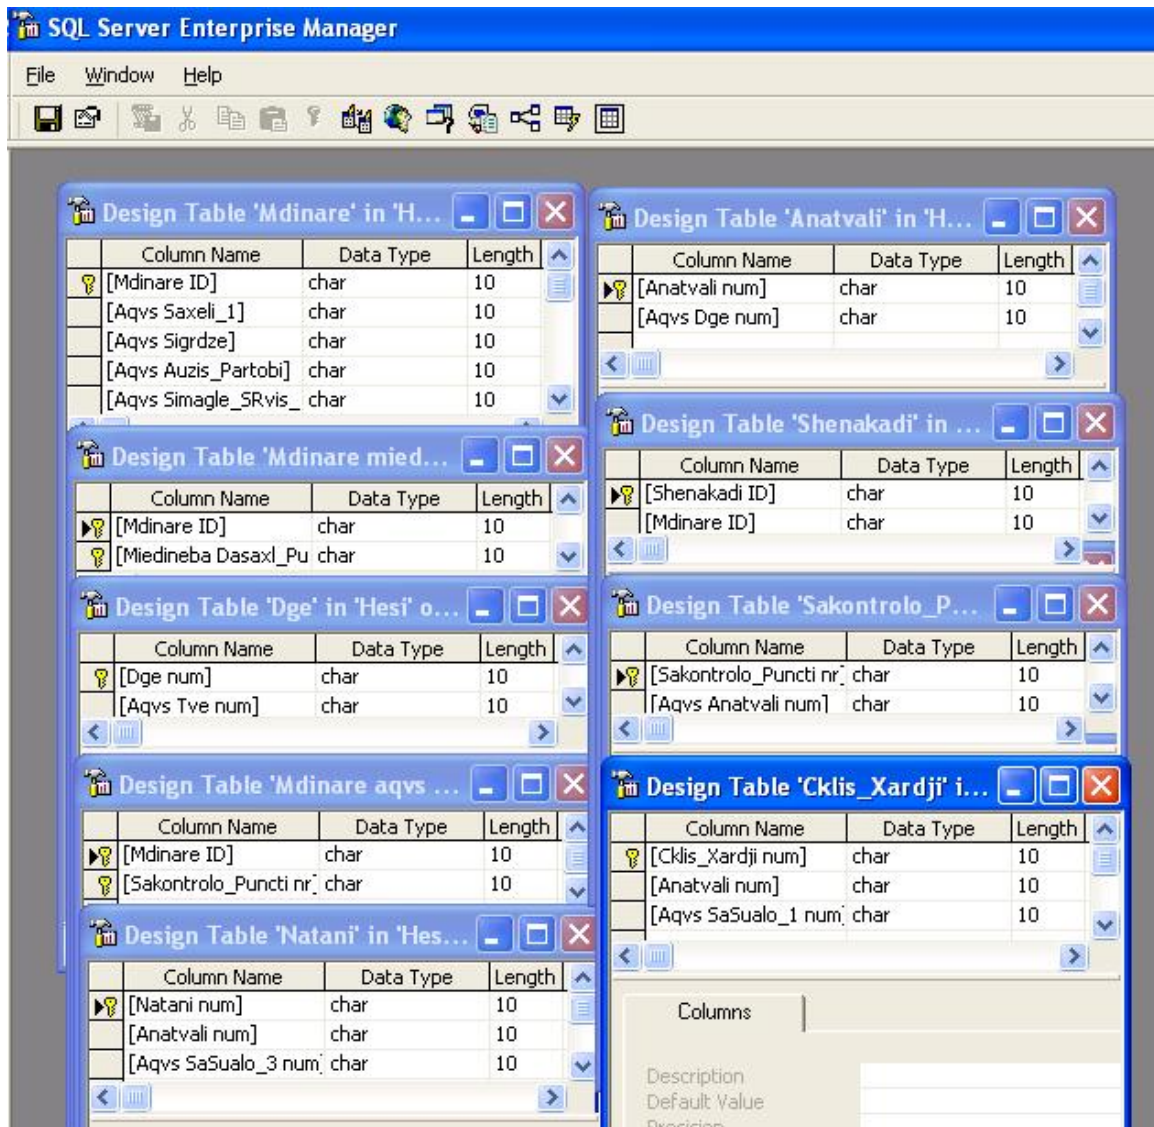 SQL Server Enterprise Manager
File Window Help
Design Table 'Mdinare' in 'H...
Column Name Data Type Length
[Mdinare ID] char 10
[Aqvs Saxeli_1] char 10
[Aqvs Sigrdze] char 10
[Aqvs Auzis_Partobi] char 10
[Aqvs Simagle_SRvis_ char 10
Design Table 'Mdinare mied...
Column Name Data Type Length
[Mdinare ID] char 10
[Miedineba Dasaxl_Pu char 10
Design Table 'Dge' in 'Hesi' o...
Column Name Data Type Length
[Dge num] char 10
[Aqvs Tve num] char 10
Design Table 'Mdinare aqvs ...
Column Name Data Type Length
[Mdinare ID] char 10
[Sakontrolo_Puncti nr] char 10
Design Table 'Natani' in 'Hes...
Column Name Data Type Length
[Natani num] char 10
[Anatvali num] char 10
[Aqvs SaSualo_3 num] char 10
Design Table 'Anatvali' in 'H...
Column Name Data Type Length
[Anatvali num] char 10
[Aqvs Dge num] char 10
Design Table 'Shenakadi' in ...
Column Name Data Type Length
[Shenakadi ID] char 10
[Mdinare ID] char 10
Design Table 'Sakontrolo_P...
Column Name Data Type Length
[Sakontrolo_Puncti nr] char 10
[Aqvs Anatvali num] char 10
Design Table 'Cklis_Xardji' i...
Column Name Data Type Length
[Cklis_Xardji num] char 10
[Anatvali num] char 10
[Aqvs SaSualo_1 num] char 10
Columns
Description
Default Value
Precision